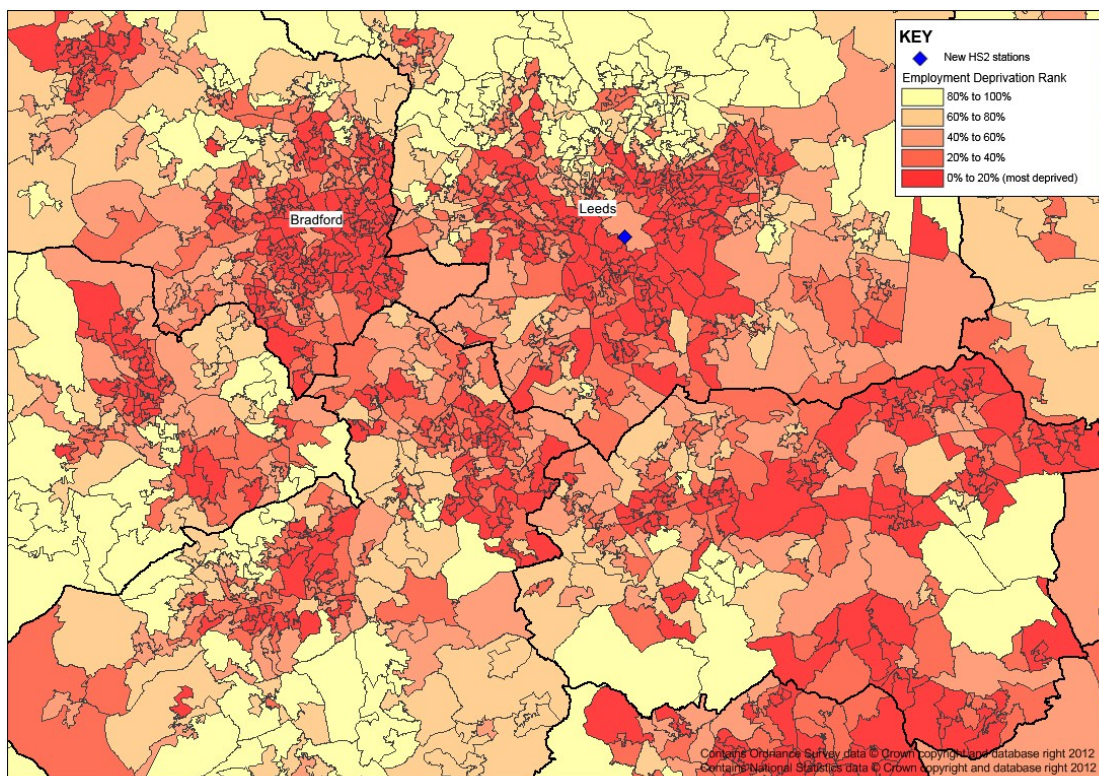 KEY
New HS2 stations
Employment Deprivation Rank
80% to 100%
60% to 80%
40% to 60%
20% to 40%
0% to 20% (most deprived)
Leeds
Bradford
Contains Ordnance Survey data © Crown copyright and database right 2012
Contains National Statistics data © Crown copyright and database right 2012